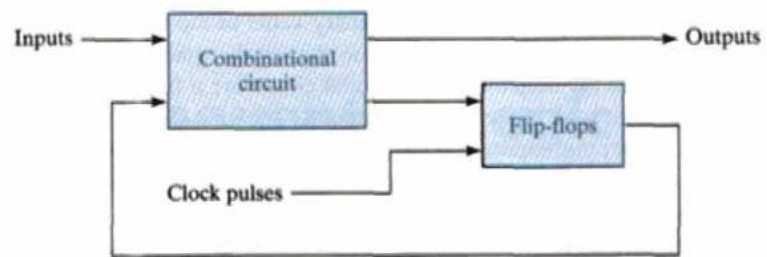 Inputs
Combinational
circuit
Outputs
Flip-flops
Clock pulses